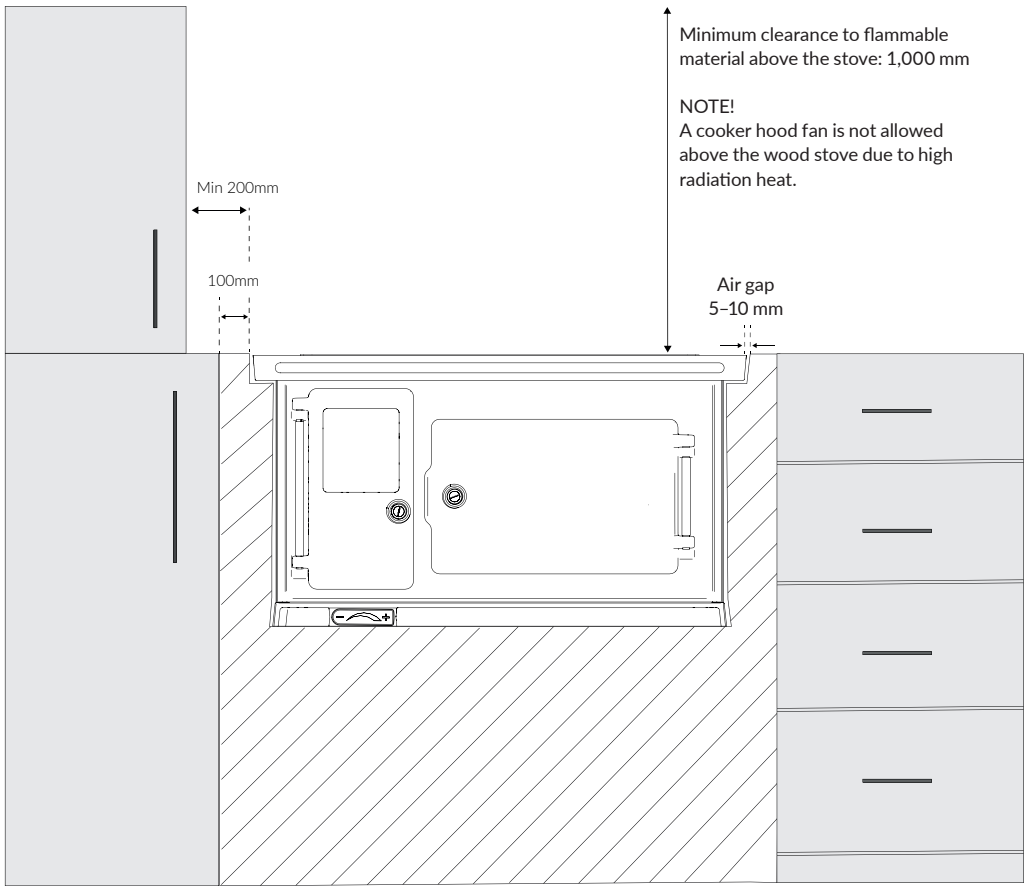 Minimum clearance to flammable
material above the stove: 1,000 mm
NOTE!
A cooker hood fan is not allowed
above the wood stove due to high
radiation heat.
Min 200mm
100mm
Air gap
5–10 mm
− +